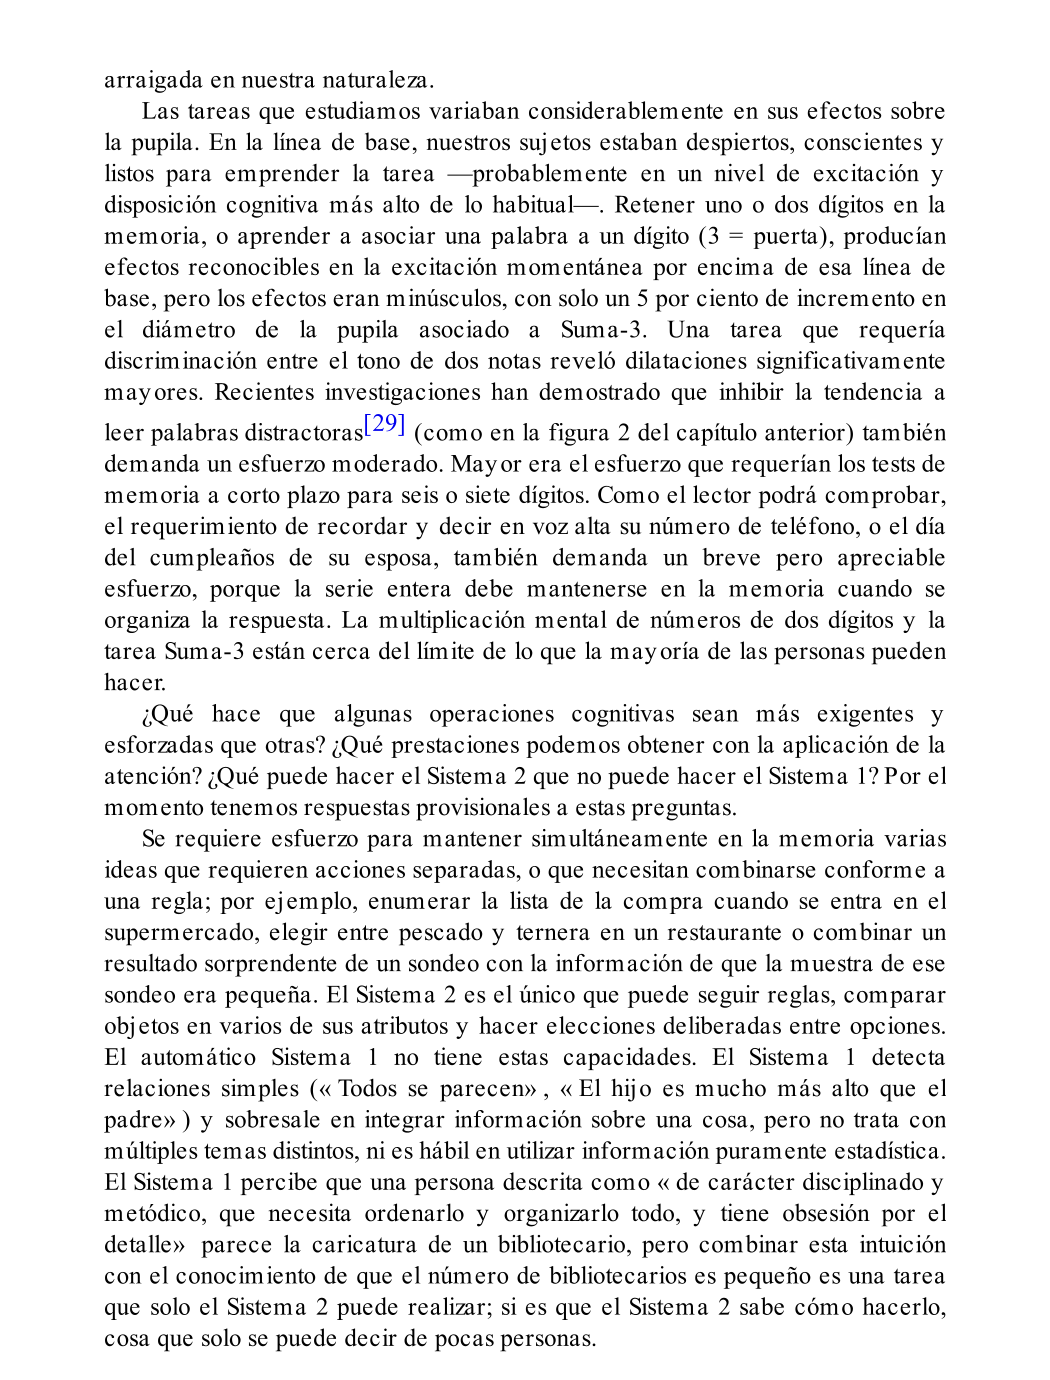 arraigada en nuestra naturaleza.
Las tareas que estudiamos variaban considerablemente en sus efectos sobre
la pupila. En la línea de base, nuestros sujetos estaban despiertos, conscientes y
listos para emprender la tarea —probablemente en un nivel de excitación y
disposición cognitiva más alto de lo habitual—. Retener uno o dos dígitos en la
memoria, o aprender a asociar una palabra a un dígito (3 = puerta), producían
efectos reconocibles en la excitación momentánea por encima de esa línea de
base, pero los efectos eran minúsculos, con solo un 5 por ciento de incremento en
el diámetro de la pupila asociado a Suma-3. Una tarea que requería
discriminación entre el tono de dos notas reveló dilataciones significativamente
mayores. Recientes investigaciones han demostrado que inhibir la tendencia a
leer palabras distractoras[29] (como en la figura 2 del capítulo anterior) también
demanda un esfuerzo moderado. Mayor era el esfuerzo que requerían los tests de
memoria a corto plazo para seis o siete dígitos. Como el lector podrá comprobar,
el requerimiento de recordar y decir en voz alta su número de teléfono, o el día
del cumpleaños de su esposa, también demanda un breve pero apreciable
esfuerzo, porque la serie entera debe mantenerse en la memoria cuando se
organiza la respuesta. La multiplicación mental de números de dos dígitos y la
tarea Suma-3 están cerca del límite de lo que la mayoría de las personas pueden
hacer.
¿Qué hace que algunas operaciones cognitivas sean más exigentes y
esforzadas que otras? ¿Qué prestaciones podemos obtener con la aplicación de la
atención? ¿Qué puede hacer el Sistema 2 que no puede hacer el Sistema 1? Por el
momento tenemos respuestas provisionales a estas preguntas.
Se requiere esfuerzo para mantener simultáneamente en la memoria varias
ideas que requieren acciones separadas, o que necesitan combinarse conforme a
una regla; por ejemplo, enumerar la lista de la compra cuando se entra en el
supermercado, elegir entre pescado y ternera en un restaurante o combinar un
resultado sorprendente de un sondeo con la información de que la muestra de ese
sondeo era pequeña. El Sistema 2 es el único que puede seguir reglas, comparar
objetos en varios de sus atributos y hacer elecciones deliberadas entre opciones.
El automático Sistema 1 no tiene estas capacidades. El Sistema 1 detecta
relaciones simples (« Todos se parecen» , « El hijo es mucho más alto que el
padre» ) y sobresale en integrar información sobre una cosa, pero no trata con
múltiples temas distintos, ni es hábil en utilizar información puramente estadística.
El Sistema 1 percibe que una persona descrita como « de carácter disciplinado y
metódico, que necesita ordenarlo y organizarlo todo, y tiene obsesión por el
detalle» parece la caricatura de un bibliotecario, pero combinar esta intuición
con el conocimiento de que el número de bibliotecarios es pequeño es una tarea
que solo el Sistema 2 puede realizar; si es que el Sistema 2 sabe cómo hacerlo,
cosa que solo se puede decir de pocas personas.